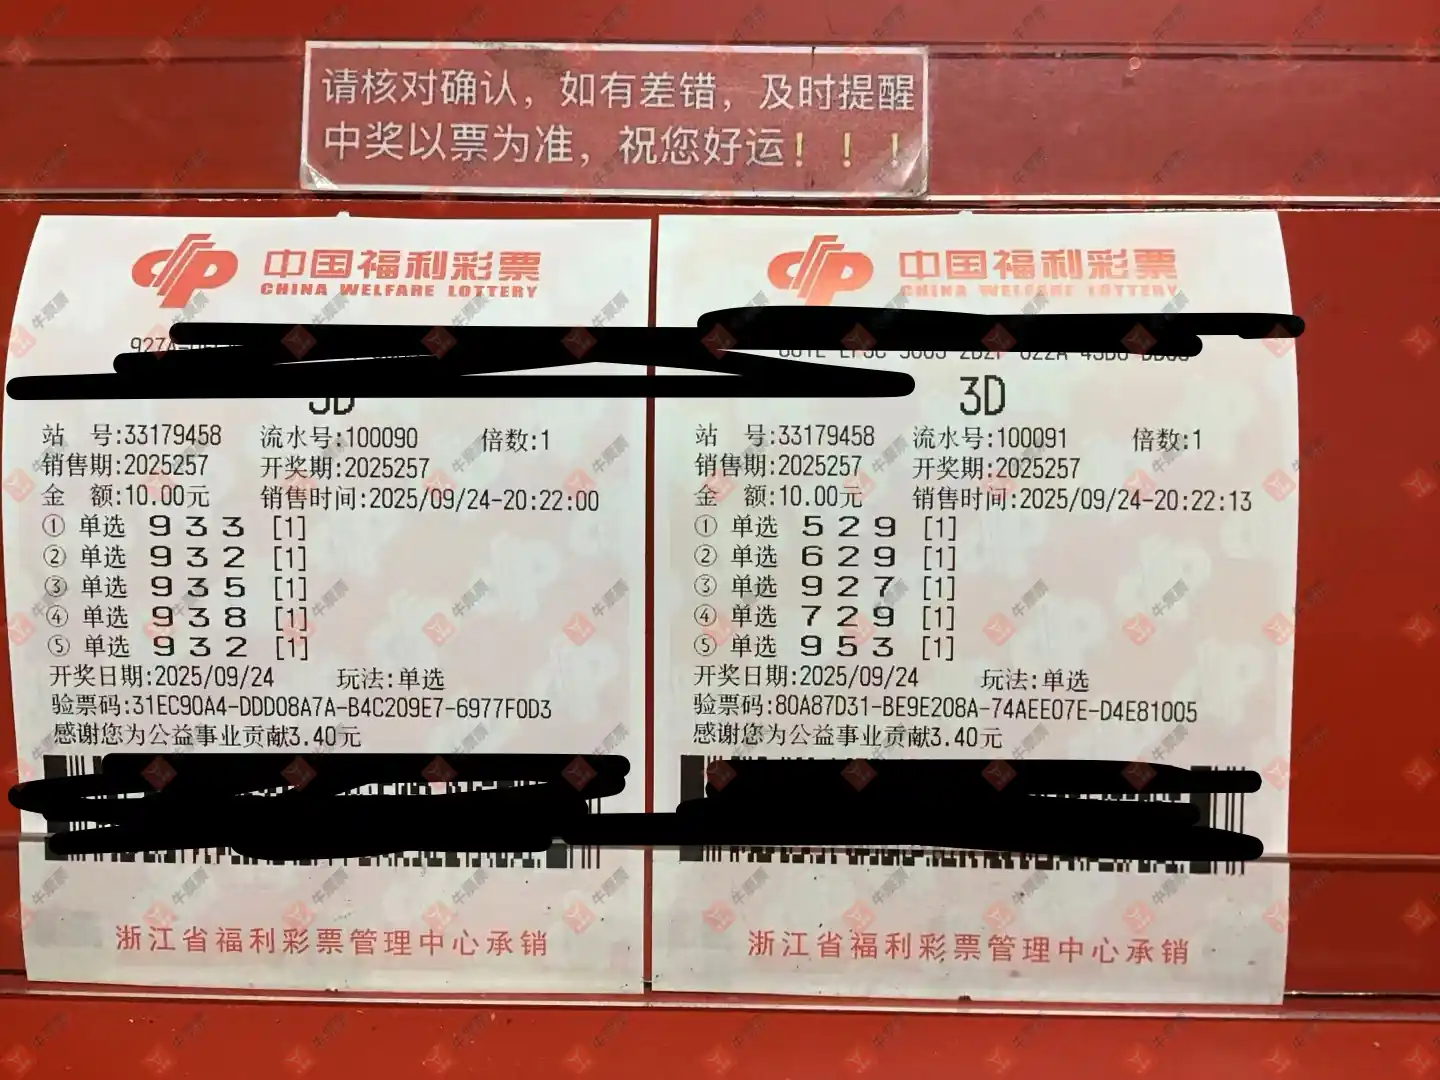 请核对确认，如有差错，及时提醒
中奖以票为准，祝您好运！！！
中国福利彩票
CHINA WELFARE LOTTERY
站 号:33179458 流水号:100090 倍数:1
销售期:2025257 开奖期:2025257
金 额:10.00元 销售时间:2025/09/24-20:22:00
① 单选 9 3 3 [1]
② 单选 9 3 2 [1]
③ 单选 9 3 5 [1]
④ 单选 9 3 8 [1]
⑤ 单选 9 3 2 [1]
开奖日期:2025/09/24 玩法:单选
验票码:31EC90A4-DDD08A7A-B4C209E7-6977F0D3
感谢您为公益事业贡献3.40元
浙江省福利彩票管理中心承销
中国福利彩票
CHINA WELFARE LOTTERY
3D
站 号:33179458 流水号:100091 倍数:1
销售期:2025257 开奖期:2025257
金 额:10.00元 销售时间:2025/09/24-20:22:13
① 单选 5 2 9 [1]
② 单选 6 2 9 [1]
③ 单选 9 2 7 [1]
④ 单选 7 2 9 [1]
⑤ 单选 9 5 3 [1]
开奖日期:2025/09/24 玩法:单选
验票码:80A87D31-BE9E208A-74AEE07E-D4E81005
感谢您为公益事业贡献3.40元
浙江省福利彩票管理中心承销